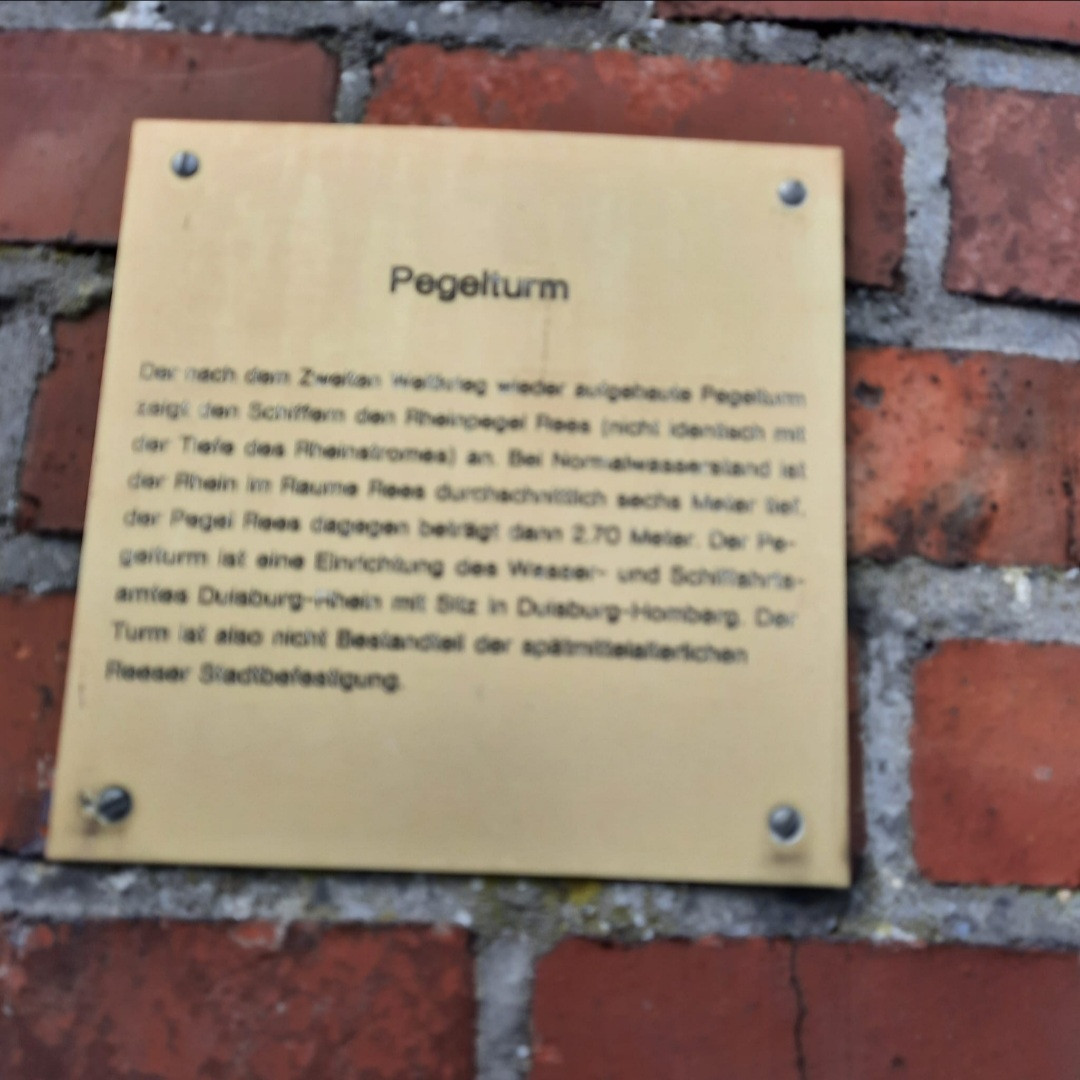 Pegelturm
Der nach dem Zweiten Weltkrieg wieder aufgebaute Pegelturm
zeigt den Schiffern den Rheinpegel Rees (nicht identisch mit
der Tiefe des Rheinstromes) an. Bei Normalwasserstand ist
der Rhein im Raume Rees durchschnittlich sechs Meter tief,
der Pegel Rees dagegen beträgt dann 2.70 Meter. Der Pe-
gelturm ist eine Einrichtung des Wasser- und Schiffahrts-
amtes Duisburg-Rhein mit Sitz in Duisburg-Homberg. Der
Turm ist also nicht Bestandteil der spätmittelalterlichen
Reeser Stadtbefestigung.